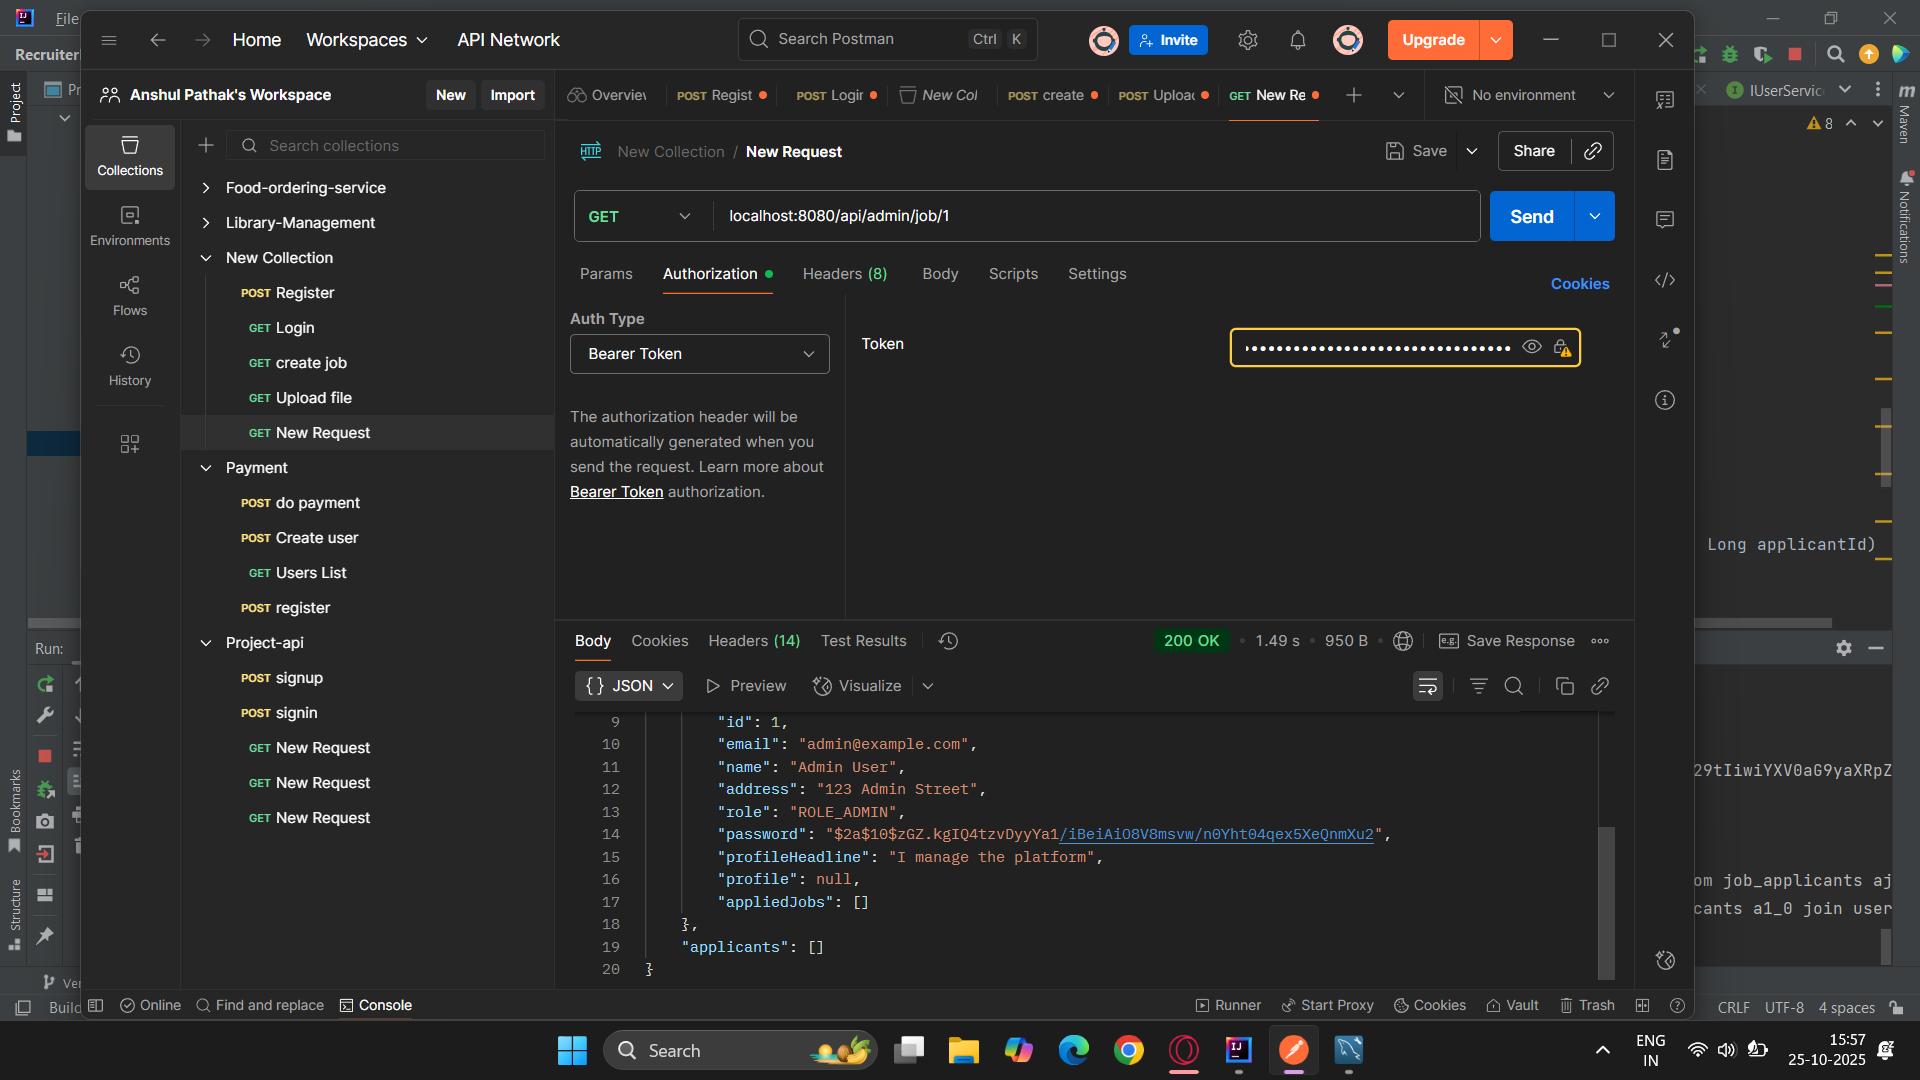 File
Home
Workspaces
API Network
Search Postman
Ctrl
K
Invite
Upgrade
Recruiter
Project
Anshul Pathak's Workspace
New
Import
Overview
POST Regist
POST Login
New Col
POST create
POST Upload
GET New Re
No environment
IUserService
8
Maven
Notifications
Collections
Environments
Flows
History
Search collections
Food-ordering-service
Library-Management
New Collection
POST Register
GET Login
GET create job
GET Upload file
GET New Request
Payment
POST do payment
POST Create user
GET Users List
POST register
Project-api
POST signup
POST signin
GET New Request
GET New Request
GET New Request
HTTP
New Collection / New Request
Save
Share
GET
localhost:8080/api/admin/job/1
Send
Params
Authorization
Headers (8)
Body
Scripts
Settings
Cookies
Auth Type
Bearer Token
The authorization header will be
automatically generated when you
send the request. Learn more about
Bearer Token authorization.
Token
Long applicantId)
Run:
Body
Cookies
Headers (14)
Test Results
200 OK
1.49 s
950 B
e.g.
Save Response
{} JSON
Preview
Visualize
9 "id": 1,
10 "email": "admin@example.com",
11 "name": "Admin User",
12 "address": "123 Admin Street",
13 "role": "ROLE_ADMIN",
14 "password": "$2a$10$zGZ.kgIQ4tzvDyyYa1/iBeiAiO8V8msvw/n0Yht04qex5XeQnmXu2",
15 "profileHeadline": "I manage the platform",
16 "profile": null,
17 "appliedJobs": []
18 },
19 "applicants": []
20 }
29tIiwiYXV0aG9yaXRpZ
om job_applicants aj
cants a1_0 join user
Bookmarks
Structure
Ver
Build
Online
Find and replace
Console
Runner
Start Proxy
Cookies
Vault
Trash
CRLF
UTF-8
4 spaces
Search
ENG
IN
15:57
25-10-2025